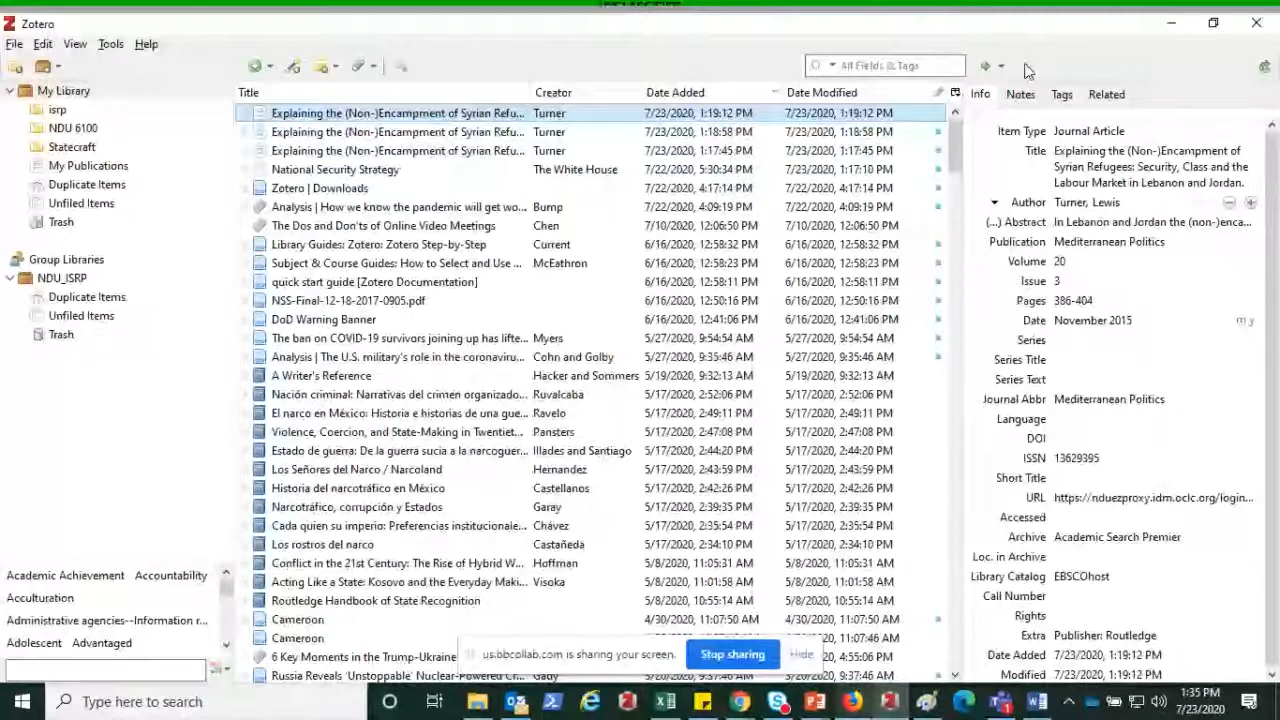 Zotero
File Edit View Tools Help
All Fields & Tags
My Library
isrp
NDU 6100
Statecraft
My Publications
Duplicate Items
Unfiled Items
Trash
Group Libraries
NDU_ISRP
Duplicate Items
Unfiled Items
Trash
Academic Achievement Accountability
Acculturation
Administrative agencies--Information r...
Adolescent Advantaged
Title Creator Date Added Date Modified
Explaining the (Non-)Encampment of Syrian Refu... Turner 7/23/2020, 1:19:12 PM 7/23/2020, 1:19:12 PM
Explaining the (Non-)Encampment of Syrian Refu... Turner 7/23/2020, 1:18:58 PM 7/23/2020, 1:18:58 PM
Explaining the (Non-)Encampment of Syrian Refu... Turner 7/23/2020, 1:17:45 PM 7/23/2020, 1:17:45 PM
National Security Strategy The White House 7/22/2020, 5:30:34 PM 7/23/2020, 1:17:10 PM
Zotero | Downloads 7/22/2020, 4:17:14 PM 7/22/2020, 4:17:14 PM
Analysis | How we know the pandemic will get wo... Bump 7/22/2020, 4:09:19 PM 7/22/2020, 4:09:19 PM
The Dos and Don'ts of Online Video Meetings Chen 7/10/2020, 12:06:50 PM 7/10/2020, 12:06:50 PM
Library Guides: Zotero: Zotero Step-by-Step Current 6/16/2020, 12:58:32 PM 6/16/2020, 12:58:32 PM
Subject & Course Guides: How to Select and Use ... McEathron 6/16/2020, 12:58:23 PM 6/16/2020, 12:58:23 PM
quick start guide [Zotero Documentation] 6/16/2020, 12:58:11 PM 6/16/2020, 12:58:11 PM
NSS-Final-12-18-2017-0905.pdf 6/16/2020, 12:50:16 PM 6/16/2020, 12:50:16 PM
DoD Warning Banner 6/16/2020, 12:41:06 PM 6/16/2020, 12:41:06 PM
The ban on COVID-19 survivors joining up has lifte... Myers 5/27/2020, 9:54:54 AM 5/27/2020, 9:54:54 AM
Analysis | The U.S. military's role in the coronaviru... Cohn and Golby 5/27/2020, 9:35:46 AM 5/27/2020, 9:35:46 AM
A Writer's Reference Hacker and Sommers 5/19/2020, 9:32:13 AM 5/19/2020, 9:32:13 AM
Nación criminal: Narrativas del crimen organizado... Ruvalcaba 5/17/2020, 2:52:06 PM 5/17/2020, 2:52:06 PM
El narco en México: Historia e historias de una gue... Ravelo 5/17/2020, 2:49:11 PM 5/17/2020, 2:49:11 PM
Violence, Coercion, and State-Making in Twentiet... Pansters 5/17/2020, 2:47:08 PM 5/17/2020, 2:47:08 PM
Estado de guerra: De la guerra sucia a la narcoguer... Illades and Santiago 5/17/2020, 2:44:20 PM 5/17/2020, 2:44:20 PM
Los Señores del Narco / Narcoland Hernandez 5/17/2020, 2:43:59 PM 5/17/2020, 2:43:59 PM
Historia del narcotráfico en México Castellanos 5/17/2020, 2:42:26 PM 5/17/2020, 2:42:26 PM
Narcotráfico, corrupción y Estados Garay 5/17/2020, 2:39:35 PM 5/17/2020, 2:39:35 PM
Cada quien su imperio: Preferencias institucionale... Chávez 5/17/2020, 2:35:54 PM 5/17/2020, 2:35:54 PM
Los rostros del narco Castañeda 5/17/2020, 2:34:10 PM 5/17/2020, 2:34:10 PM
Conflict in the 21st Century: The Rise of Hybrid W... Hoffman 5/8/2020, 11:05:31 AM 5/8/2020, 11:05:31 AM
Acting Like a State: Kosovo and the Everyday Maki... Visoka 5/8/2020, 11:01:58 AM 5/8/2020, 11:01:58 AM
Routledge Handbook of State Recognition 5/8/2020, 10:55:14 AM 5/8/2020, 10:55:14 AM
Cameroon 4/30/2020, 11:07:50 AM 4/30/2020, 11:07:50 AM
Cameroon 11:07:46 AM
6 Key Moments in the Trump-Ukraine 4:55:06 PM
Russia Reveals 'Unstoppable' Nuclear-Powered Cr... Gady 5/5/2020, 9:37:46 AM 9:37:46 AM
us.bbcollab.com is sharing your screen. Stop sharing Hide
Info Notes Tags Related
Item Type Journal Article
Title Explaining the (Non-)Encampment of
Syrian Refugees: Security, Class and the
Labour Market in Lebanon and Jordan.
Author Turner, Lewis
(...) Abstract In Lebanon and Jordan the (non-)enca...
Publication Mediterranean Politics
Volume 20
Issue 3
Pages 386-404
Date November 2015 m y
Series
Series Title
Series Text
Journal Abbr Mediterranean Politics
Language
DOI
ISSN 13629395
Short Title
URL https://nduezproxy.idm.oclc.org/login...
Accessed
Archive Academic Search Premier
Loc. in Archive
Library Catalog EBSCOhost
Call Number
Rights
Extra Publisher: Routledge
Date Added 7/23/2020, 1:19:12 PM
Modified 7/23/2020, 1:19:12 PM
Type here to search
1:35 PM
7/23/2020